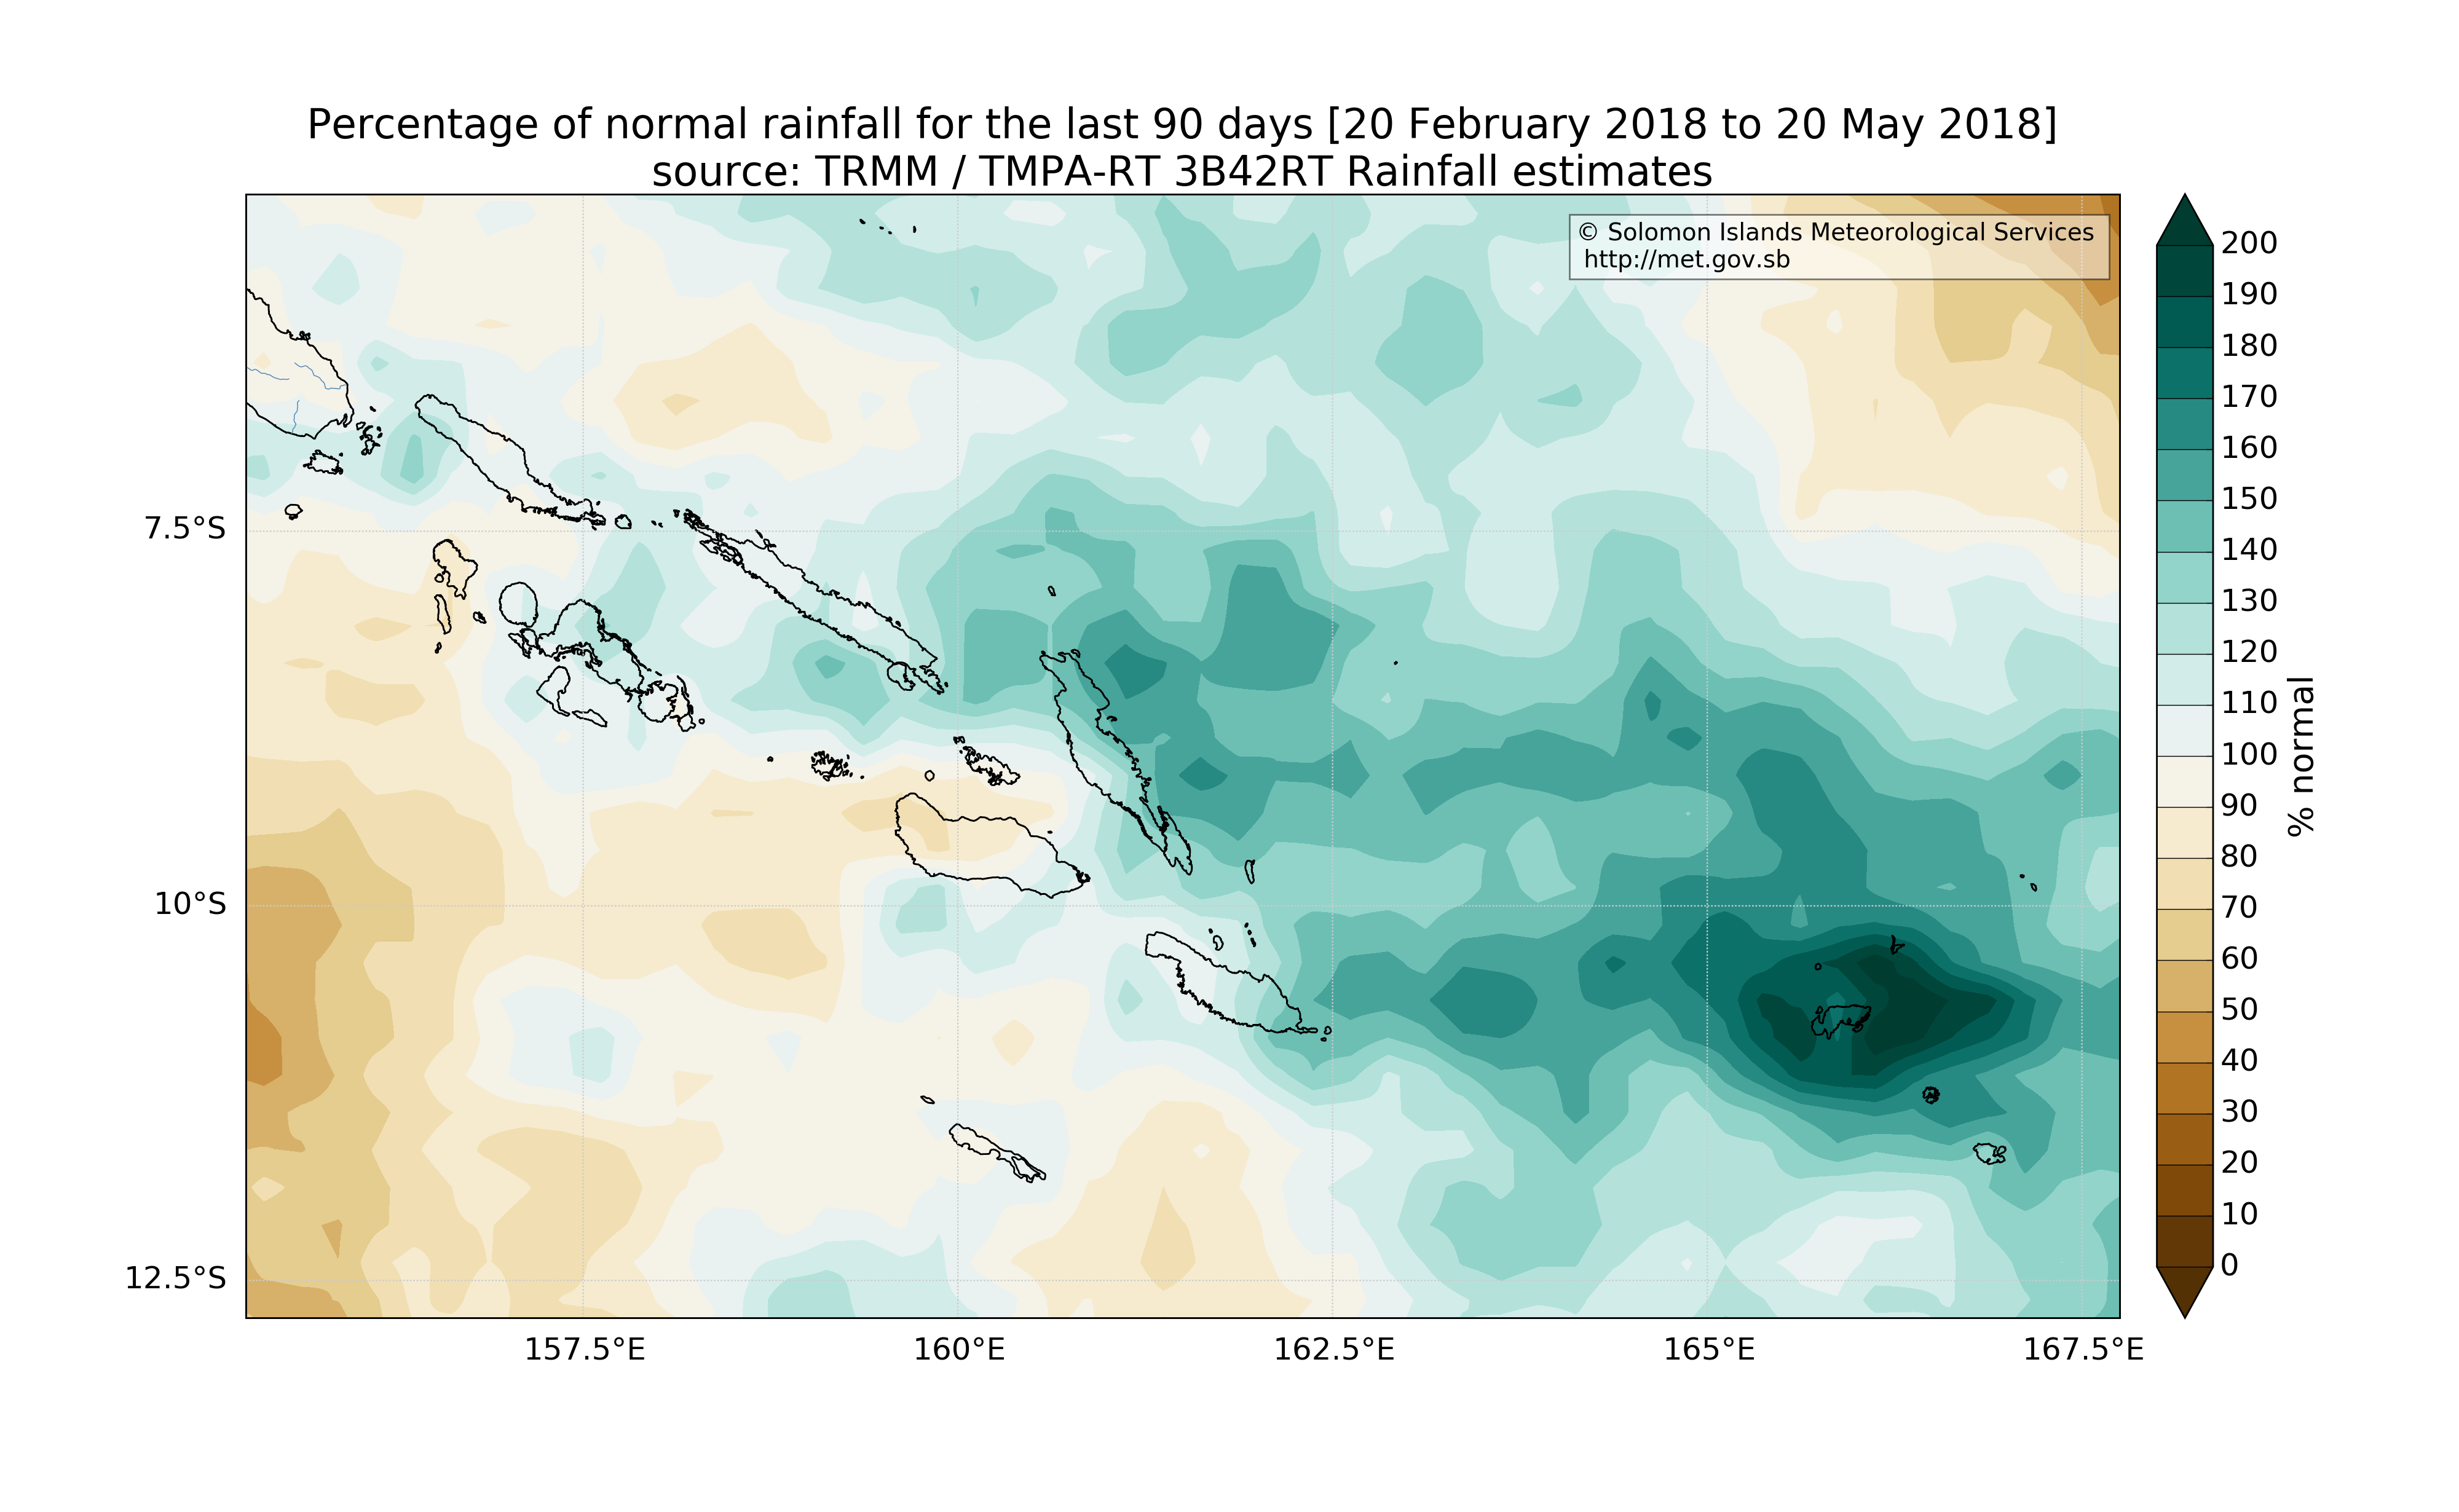 Percentage of normal rainfall for the last 90 days [20 February 2018 to 20 May 2018]
source: TRMM / TMPA-RT 3B42RT Rainfall estimates
© Solomon Islands Meteorological Services
http://met.gov.sb
7.5°S
10°S
12.5°S
157.5°E
160°E
162.5°E
165°E
167.5°E
200
190
180
170
160
150
140
130
120
110
100
90
80
70
60
50
40
30
20
10
0
% normal